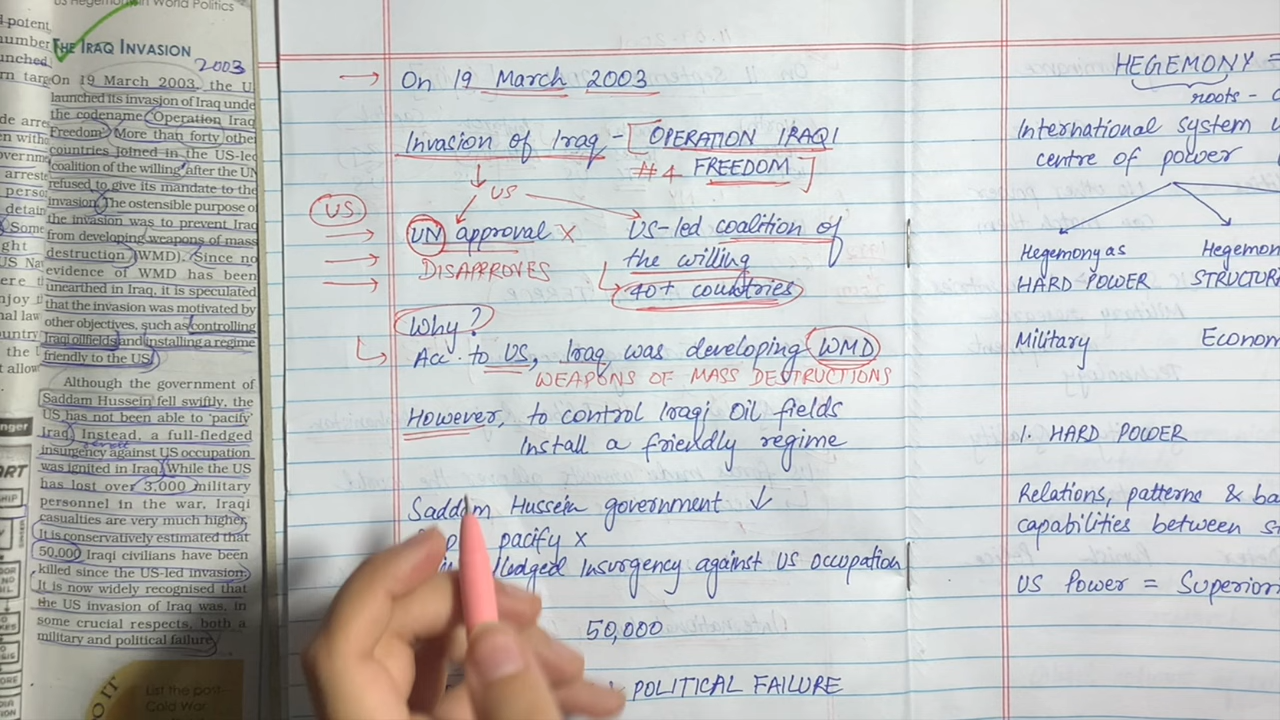 US Hegemony in World Politics
THE IRAQ INVASION
2003
On 19 March 2003, the U
launched its invasion of Iraq unde
the codename 'Operation Iraq
Freedom'. More than forty othe
countries joined in the US-led
'coalition of the willing' after the UN
refused to give its mandate to the
invasion. The ostensible purpose of
the invasion was to prevent Iraq
from developing weapons of mass
destruction (WMD). Since no
evidence of WMD has been
unearthed in Iraq, it is speculated
that the invasion was motivated by
other objectives, such as controlling
Iraqi oilfields and installing a regime
friendly to the US.
Although the government of
Saddam Hussein fell swiftly, the
US has not been able to 'pacify'
Iraq. Instead, a full-fledged
insurgency against US occupation
was ignited in Iraq. While the US
has lost over 3,000 military
personnel in the war, Iraqi
casualties are very much higher.
It is conservatively estimated that
50,000 Iraqi civilians have been
killed since the US-led invasion.
It is now widely recognised that
the US invasion of Iraq was, in
some crucial respects, both a
military and political failure.
List the post
Cold War
On 19 March 2003
Invasion of Iraq - [OPERATION IRAQI
#4 FREEDOM]
US
US
UN approval X US-led coalition of
DISAPPROVES the willing
40+ countries
Why?
Acc. to US, Iraq was developing WMD
WEAPONS OF MASS DESTRUCTIONS
However, to control Iraqi Oil fields
Install a friendly regime
Saddam Hussein government ↓
pacify X
ledged insurgency against US occupation
50,000
POLITICAL FAILURE
HEGEMONY =
roots -
International system
centre of power
Hegemony as Hegemon
HARD POWER STRUCTUR
Military Econom
1. HARD POWER
Relations, patterns & ba
capabilities between s
US Power = Superior